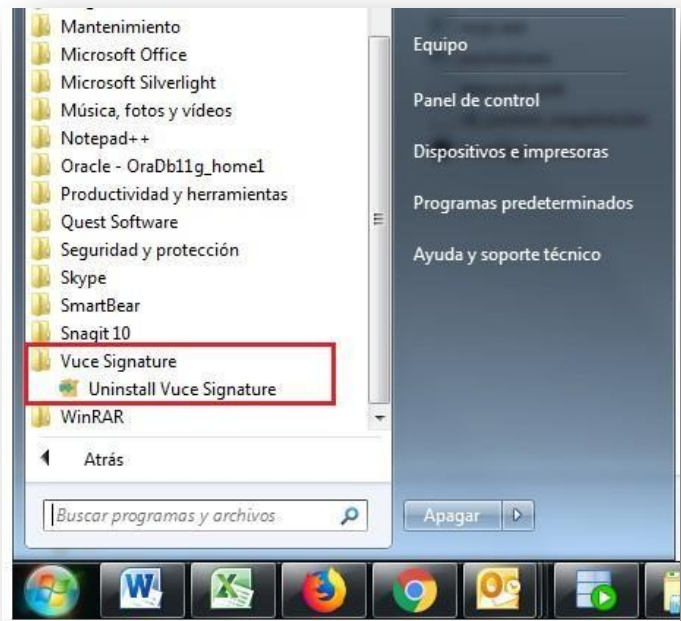 Mantenimiento
Microsoft Office
Microsoft Silverlight
Música, fotos y vídeos
Notepad++
Oracle - OraDb11g_home1
Productividad y herramientas
Quest Software
Seguridad y protección
Skype
SmartBear
Snagit 10
Vuce Signature
Uninstall Vuce Signature
WinRAR
Atrás
Buscar programas y archivos
Equipo
Panel de control
Dispositivos e impresoras
Programas predeterminados
Ayuda y soporte técnico
Apagar